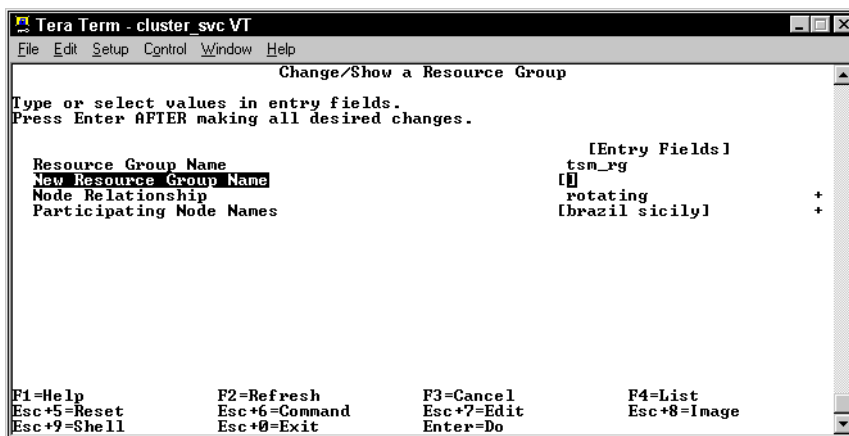 Tera Term - cluster_svc VT
File Edit Setup Control Window Help
Change/Show a Resource Group
Type or select values in entry fields.
Press Enter AFTER making all desired changes.
[Entry Fields]
Resource Group Name tsm_rg
New Resource Group Name []
Node Relationship rotating +
Participating Node Names [brazil sicily] +
F1=Help F2=Refresh F3=Cancel F4=List
Esc+5=Reset Esc+6=Command Esc+7=Edit Esc+8=Image
Esc+9=Shell Esc+0=Exit Enter=Do